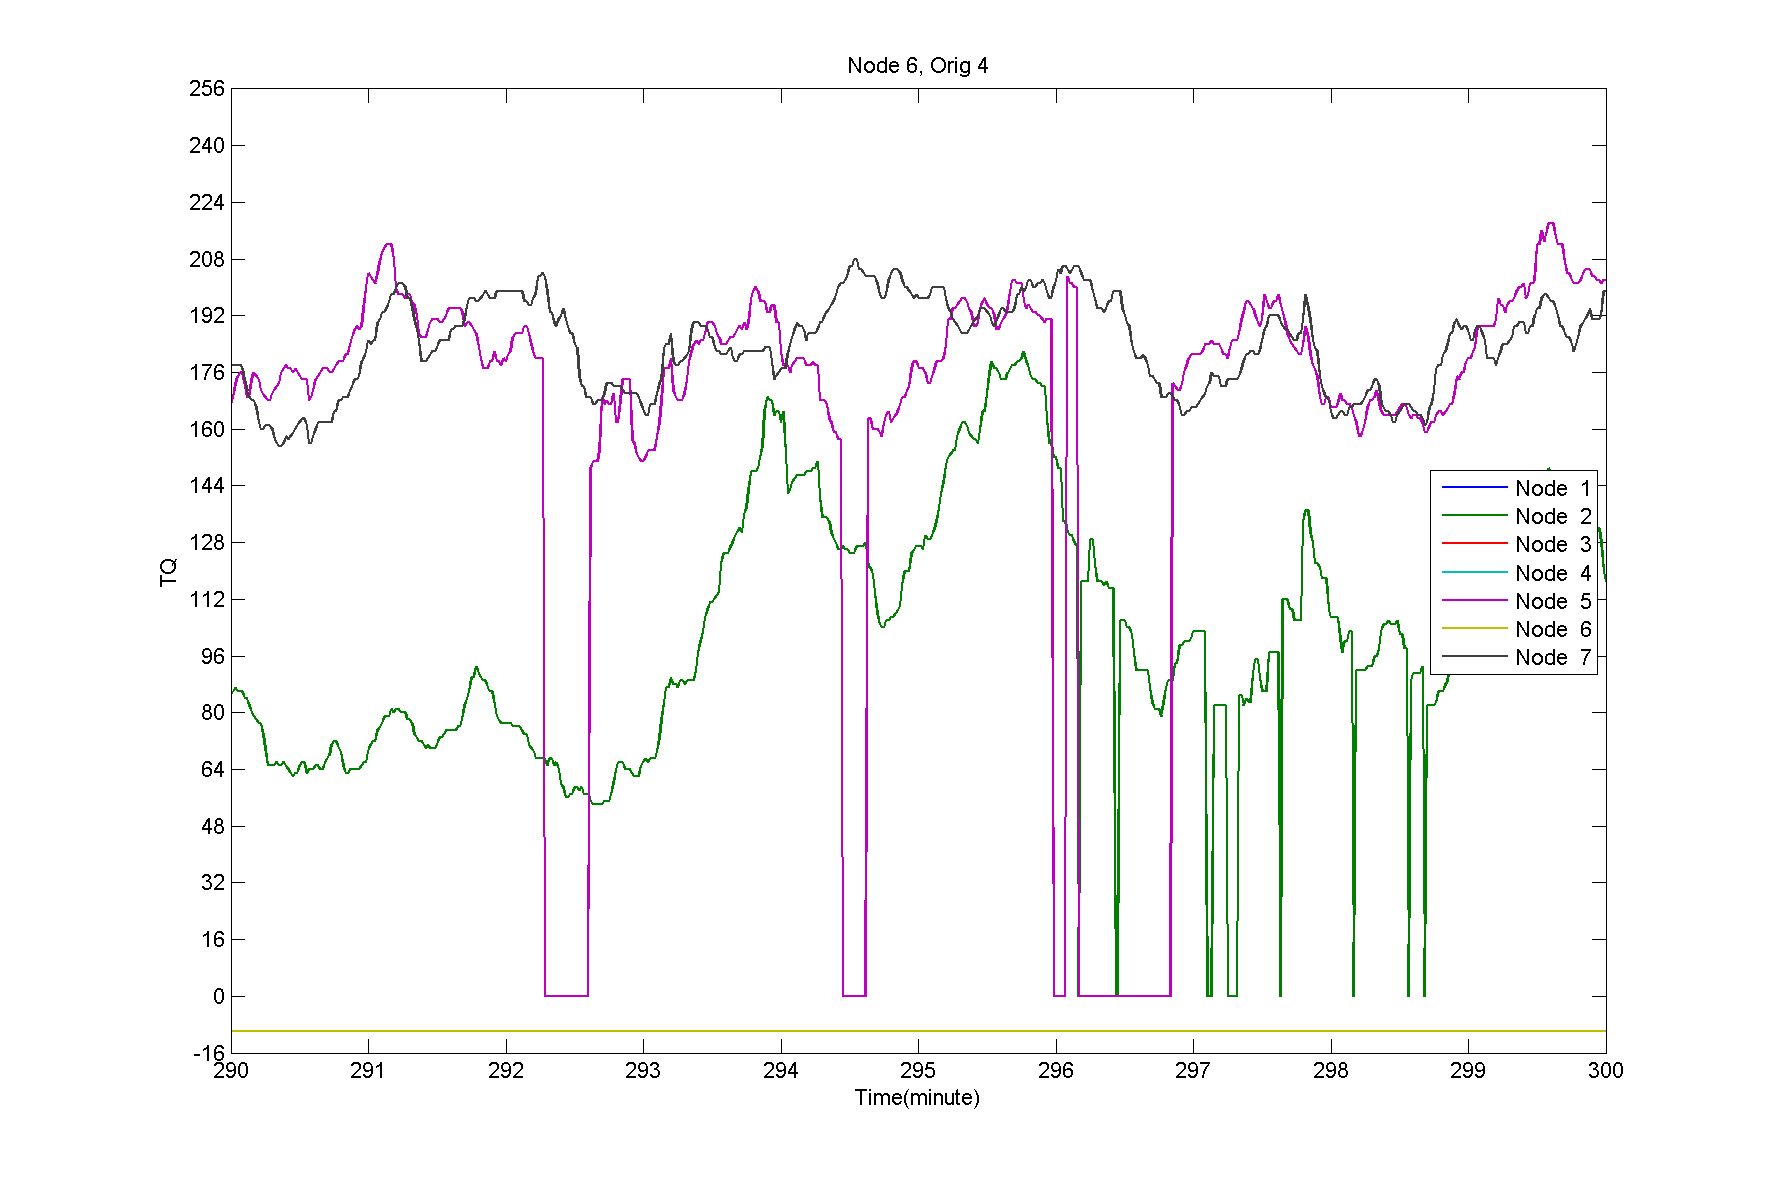 Node 6, Orig 4
256
240
224
208
192
176
160
144
128
112
96
80
64
48
32
16
0
-16
TQ
Node 1
Node 2
Node 3
Node 4
Node 5
Node 6
Node 7
290 291 292 293 294 295 296 297 298 299 300
Time(minute)